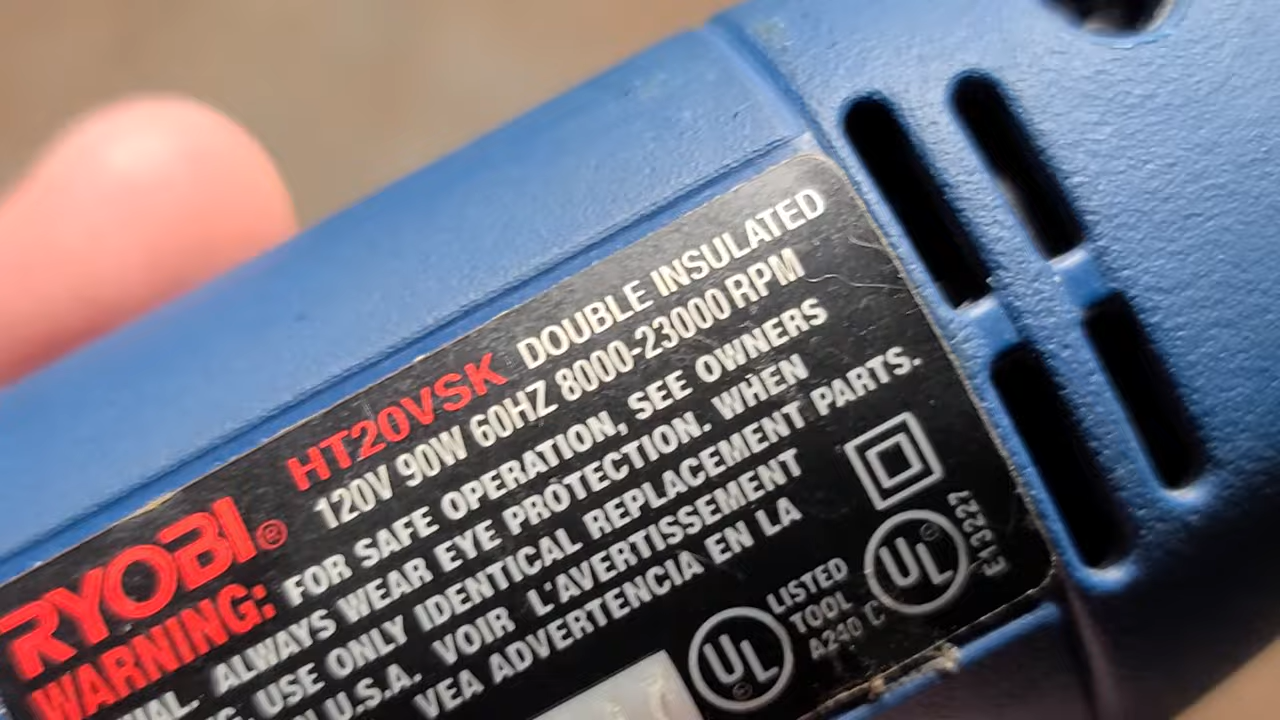 RYOBI® HT20VSK DOUBLE INSULATED
120V 90W 60HZ 8000-23000 RPM
WARNING: FOR SAFE OPERATION, SEE OWNERS
ALWAYS WEAR EYE PROTECTION. WHEN
USE ONLY IDENTICAL REPLACEMENT PARTS.
U.S.A. VOIR L'AVERTISSEMENT
VEA ADVERTENCIA EN LA
UL
LISTED
TOOL
A240
C UL
E13227